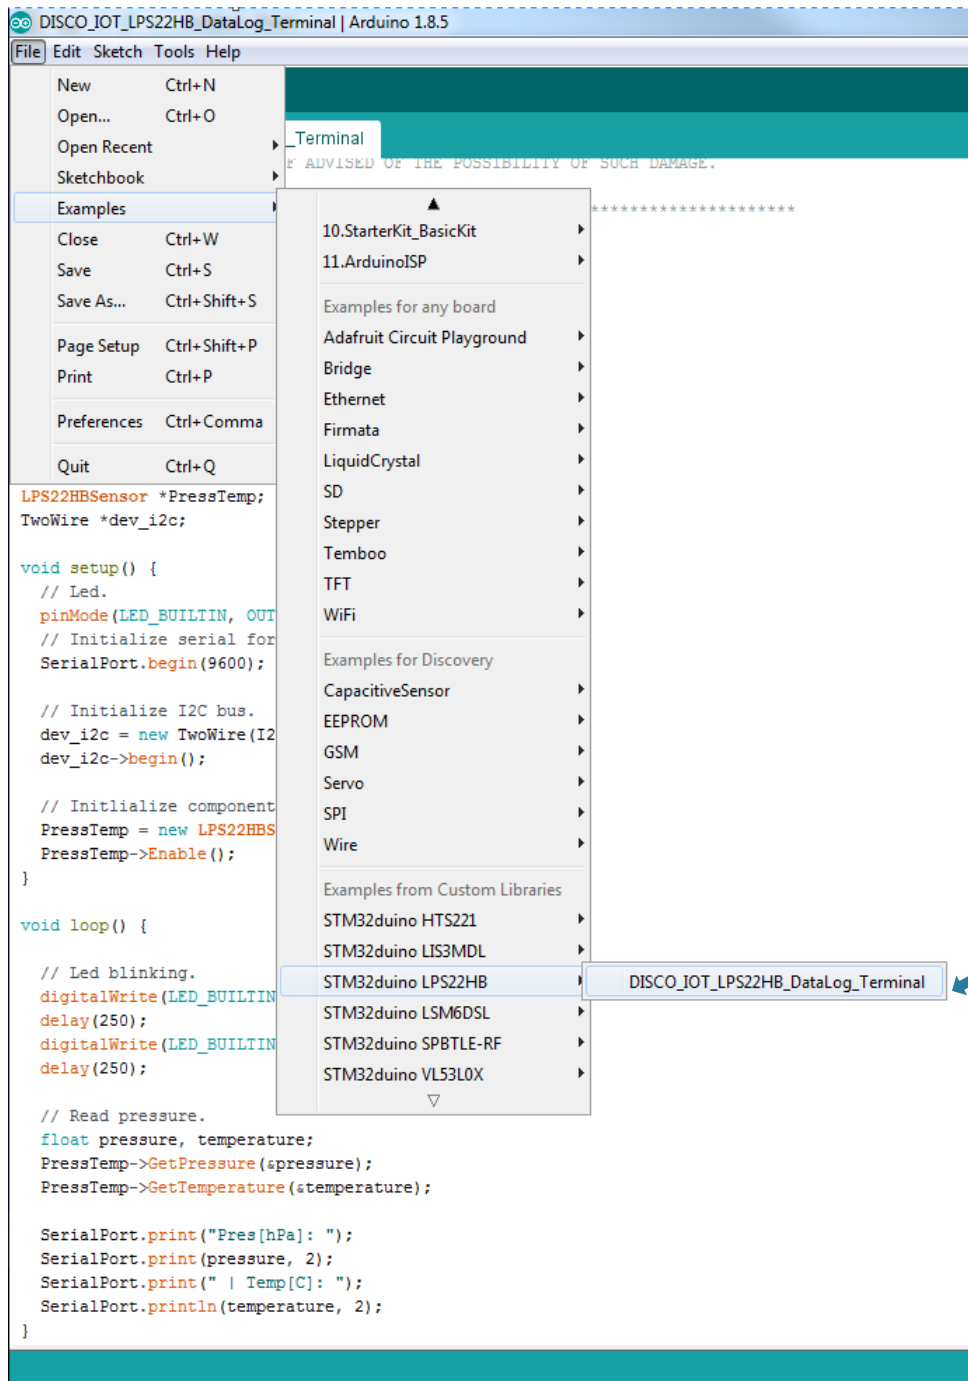 DISCO_IOT_LPS22HB_DataLog_Terminal | Arduino 1.8.5
File Edit Sketch Tools Help
New Ctrl+N
Open... Ctrl+O
Open Recent
Sketchbook
Examples
Close Ctrl+W
Save Ctrl+S
Save As... Ctrl+Shift+S
Page Setup Ctrl+Shift+P
Print Ctrl+P
Preferences Ctrl+Comma
Quit Ctrl+Q
_Terminal
F ADVISED OF THE POSSIBILITY OF SUCH DAMAGE.
*********************
10.StarterKit_BasicKit
11.ArduinoISP
Examples for any board
Adafruit Circuit Playground
Bridge
Ethernet
Firmata
LiquidCrystal
SD
Stepper
Temboo
TFT
WiFi
Examples for Discovery
CapacitiveSensor
EEPROM
GSM
Servo
SPI
Wire
Examples from Custom Libraries
STM32duino HTS221
STM32duino LIS3MDL
STM32duino LPS22HB
STM32duino LSM6DSL
STM32duino SPBTLE-RF
STM32duino VL53L0X
DISCO_IOT_LPS22HB_DataLog_Terminal
LPS22HBSensor *PressTemp;
TwoWire *dev_i2c;
void setup() {
// Led.
pinMode(LED_BUILTIN, OUT
// Initialize serial for
SerialPort.begin(9600);
// Initialize I2C bus.
dev_i2c = new TwoWire(I2
dev_i2c->begin();
// Initlialize component
PressTemp = new LPS22HBS
PressTemp->Enable();
}
void loop() {
// Led blinking.
digitalWrite(LED_BUILTIN
delay(250);
digitalWrite(LED_BUILTIN
delay(250);
// Read pressure.
float pressure, temperature;
PressTemp->GetPressure(&pressure);
PressTemp->GetTemperature(&temperature);
SerialPort.print("Pres[hPa]: ");
SerialPort.print(pressure, 2);
SerialPort.print(" | Temp[C]: ");
SerialPort.println(temperature, 2);
}